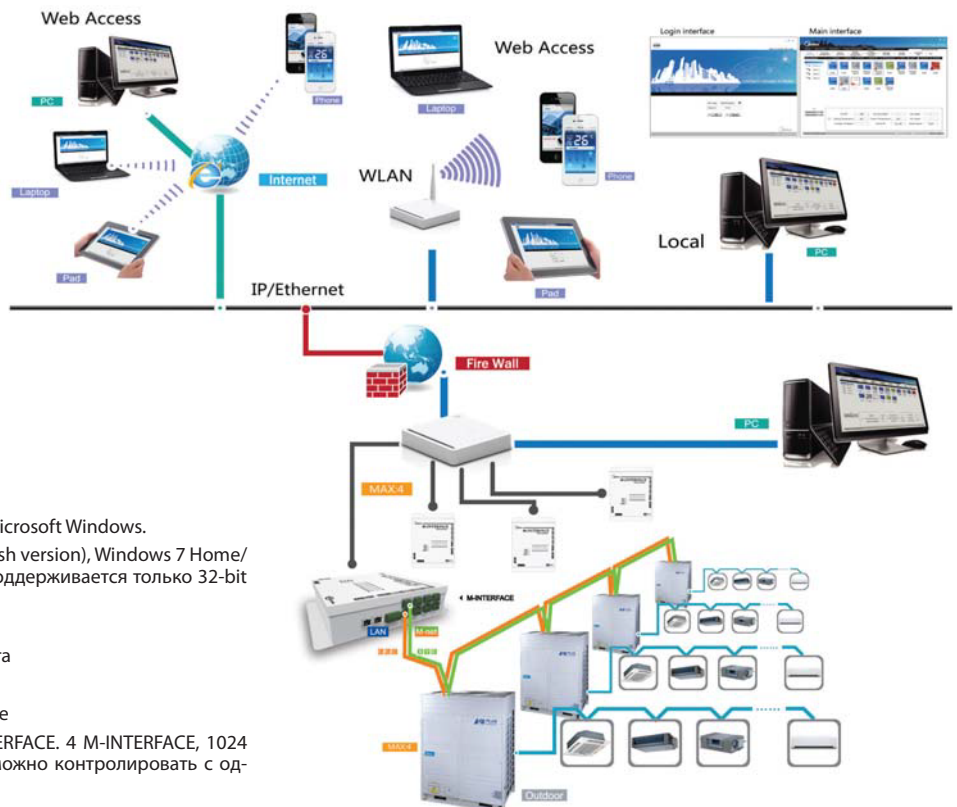 Web Access
PC
Phone
Laptop
Internet
Pad
Web Access
Laptop
WLAN
Phone
Pad
Login interface
Main interface
Local
PC
IP/Ethernet
Fire Wall
PC
MAX:4
M-INTERFACE
LAN
M-net
MAX:4
Outdoor
icrosoft Windows.
sh version), Windows 7 Home/
оддерживается только 32-bit
та
е
ERFACE. 4 M-INTERFACE, 1024
можно контролировать с од-